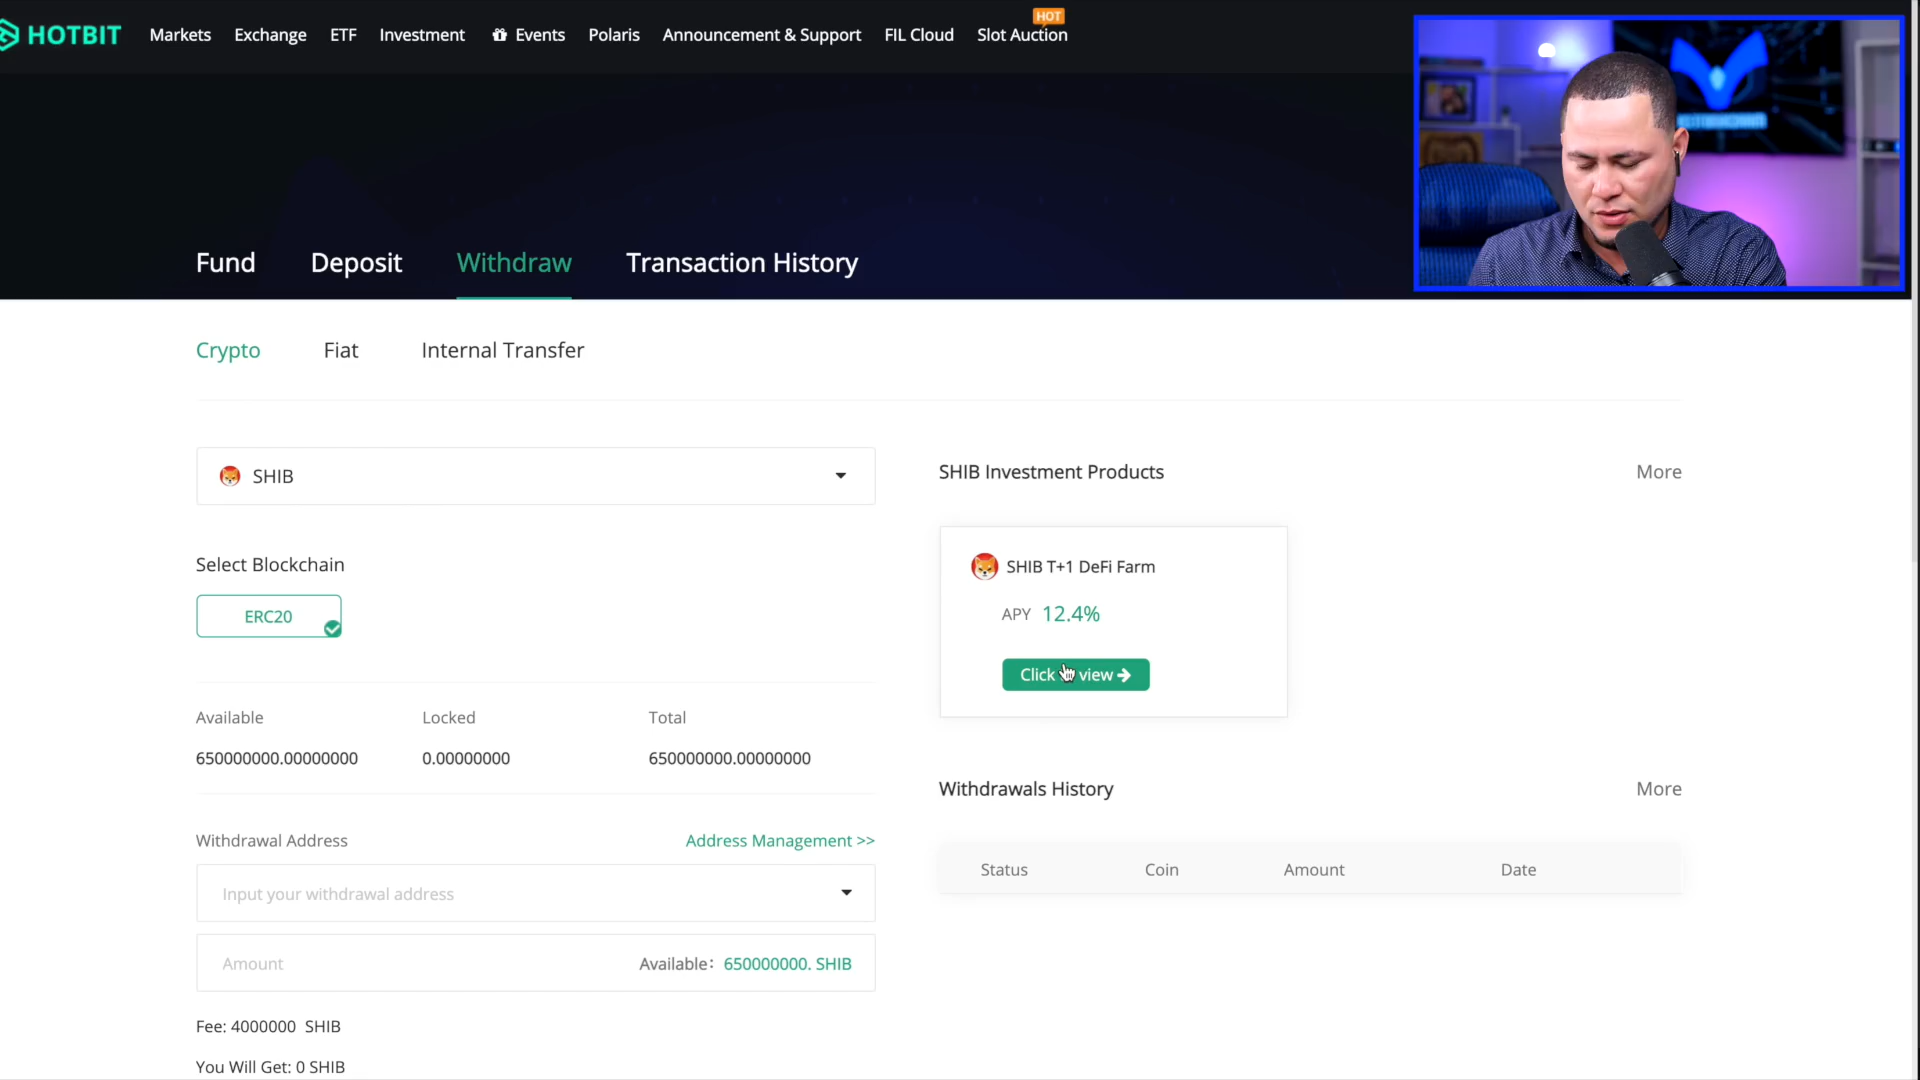 HOTBIT Markets Exchange ETF Investment Events Polaris Announcement & Support FIL Cloud Slot Auction
HOT
Fund Deposit Withdraw Transaction History
Crypto Fiat Internal Transfer
SHIB
Select Blockchain
ERC20
Available Locked Total
650000000.00000000 0.00000000 650000000.00000000
Withdrawal Address Address Management >>
Input your withdrawal address
Amount Available: 650000000. SHIB
Fee: 4000000 SHIB
You Will Get: 0 SHIB
SHIB Investment Products More
SHIB T+1 DeFi Farm
APY 12.4%
Click view
Withdrawals History More
Status Coin Amount Date